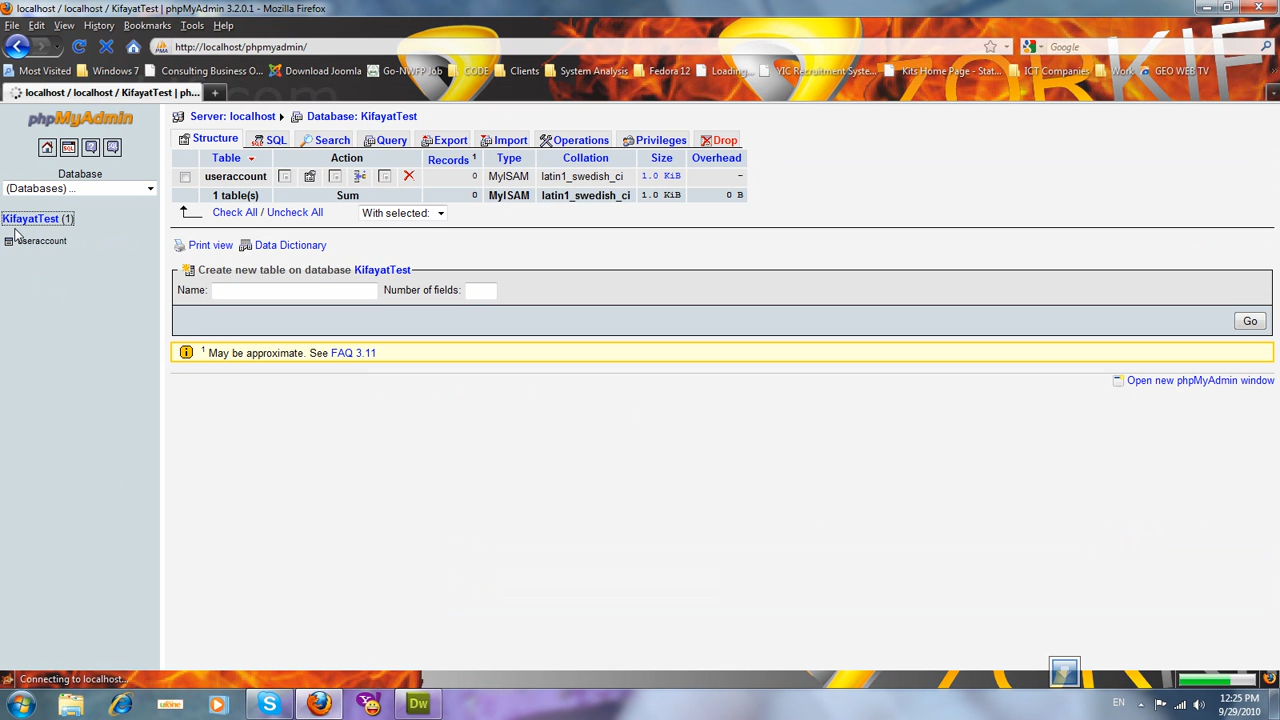 localhost / localhost / KifayatTest | phpMyAdmin 3.2.0.1 - Mozilla Firefox
File Edit View History Bookmarks Tools Help
http://localhost/phpmyadmin/
Google
Most Visited Windows 7 Consulting Business O... Download Joomla Go-NWFP Job CODE Clients System Analysis Fedora 12 Loading... VIC Recruitment Syste... Kits Home Page - Stat... ICT Companies Work GEO WEB TV
localhost / localhost / KifayatTest | ph...
phpMyAdmin
Server: localhost Database: KifayatTest
Structure SQL Search Query Export Import Operations Privileges Drop
Table Action Records 1 Type Collation Size Overhead
useraccount 0 MyISAM latin1_swedish_ci 1.0 KiB -
1 table(s) Sum 0 MyISAM latin1_swedish_ci 1.0 KiB 0 B
Check All / Uncheck All With selected:
Database
(Databases) ...
KifayatTest (1)
useraccount
Print view Data Dictionary
Create new table on database KifayatTest
Name: Number of fields:
Go
1 May be approximate. See FAQ 3.11
Open new phpMyAdmin window
Connecting to localhost...
ufone
Dw
EN
12:25 PM
9/29/2010